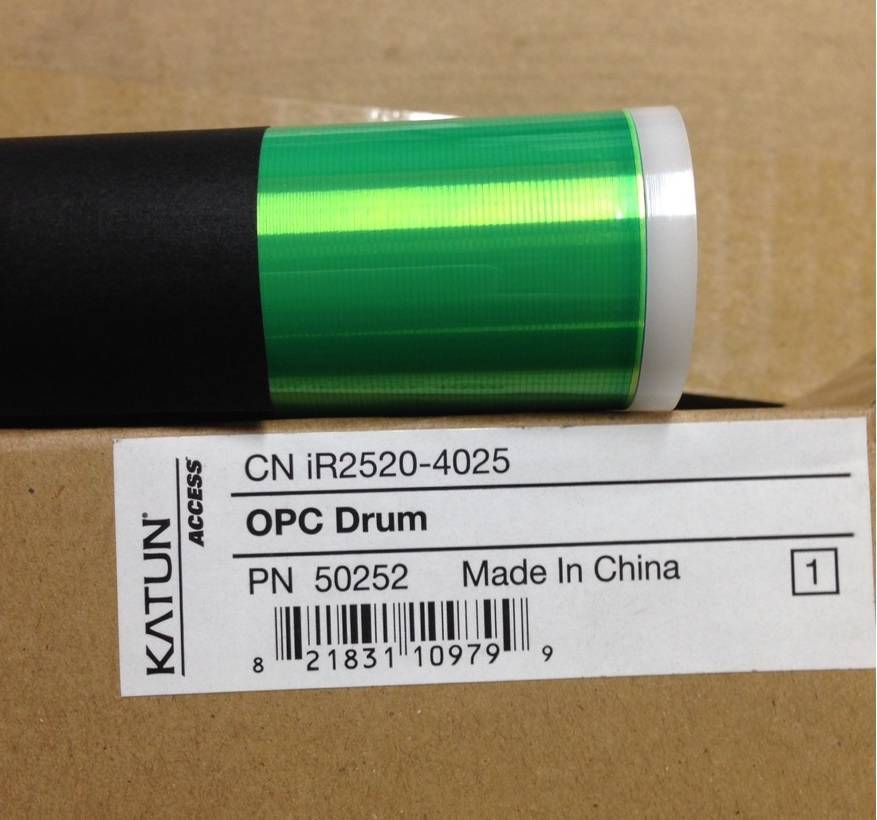 KATUN®
ACCESS
CN iR2520-4025
OPC Drum
PN 50252 Made In China
1
8 21831 10979 9